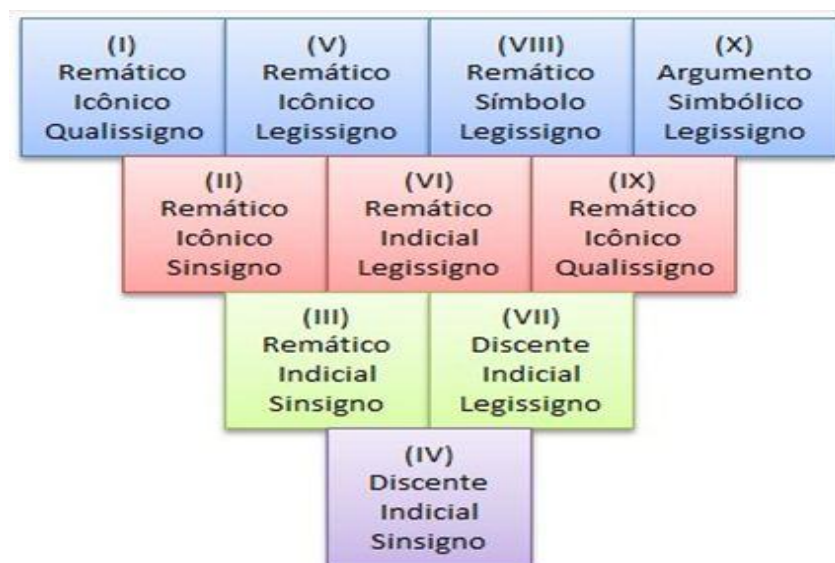 (I)
Remático
Icônico
Qualissigno
(V)
Remático
Icônico
Legissigno
(VIII)
Remático
Símbolo
Legissigno
(X)
Argumento
Simbólico
Legissigno
(II)
Remático
Icônico
Sinsigno
(VI)
Remático
Indicial
Legissigno
(IX)
Remático
Icônico
Qualissigno
(III)
Remático
Indicial
Sinsigno
(VII)
Discente
Indicial
Legissigno
(IV)
Discente
Indicial
Sinsigno